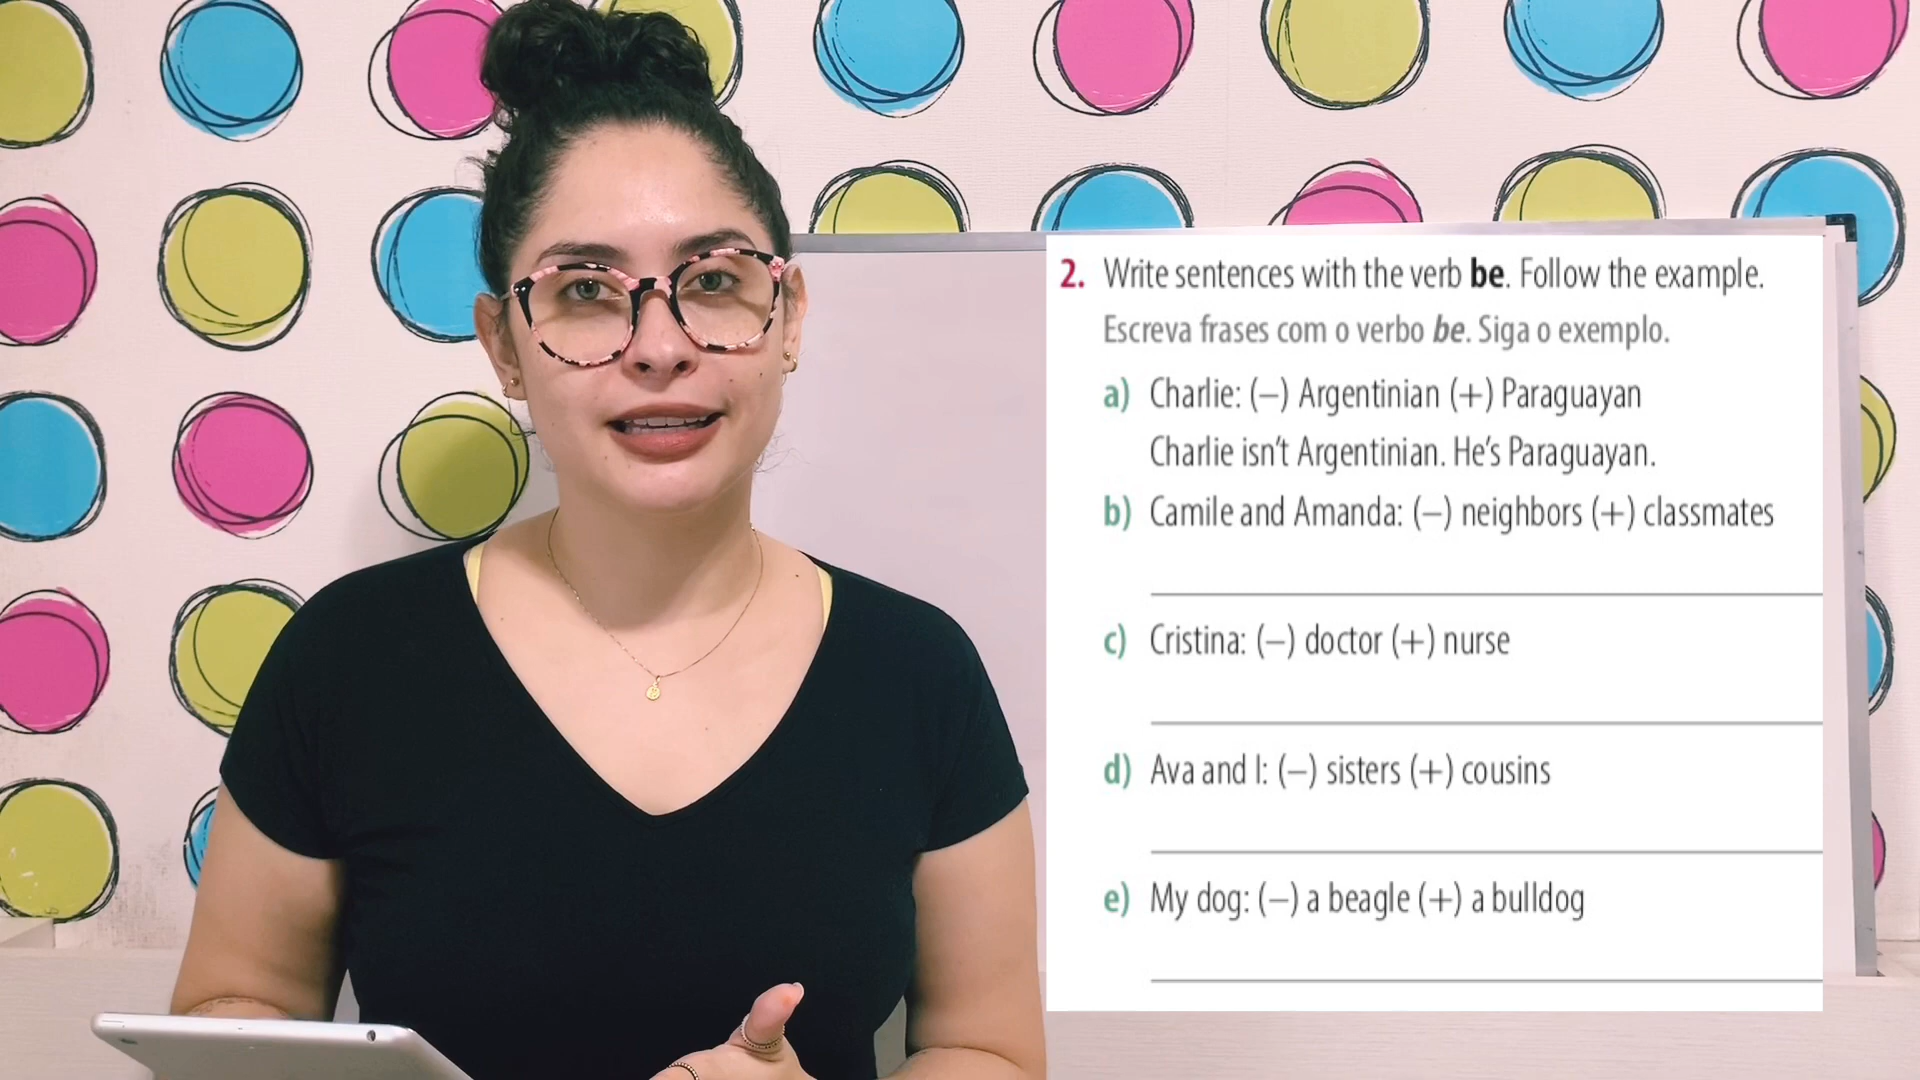 2. Write sentences with the verb be. Follow the example.
Escreva frases com o verbo be. Siga o exemplo.
a) Charlie: (–) Argentinian (+) Paraguayan
Charlie isn't Argentinian. He's Paraguayan.
b) Camile and Amanda: (–) neighbors (+) classmates
c) Cristina: (–) doctor (+) nurse
d) Ava and I: (–) sisters (+) cousins
e) My dog: (–) a beagle (+) a bulldog